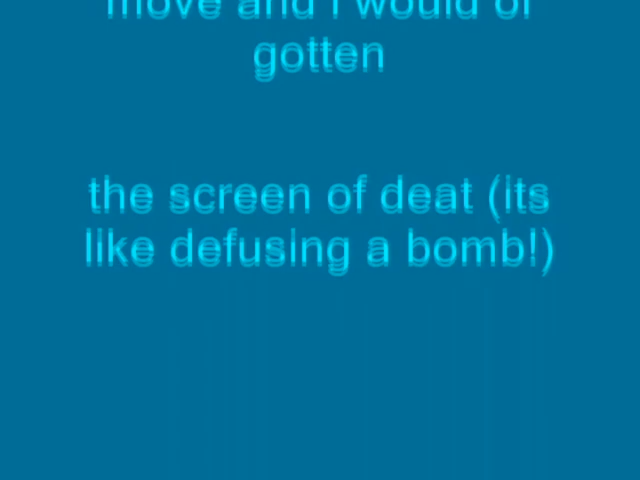 move and i would of
gotten
the screen of deat (its
like defusing a bomb!)